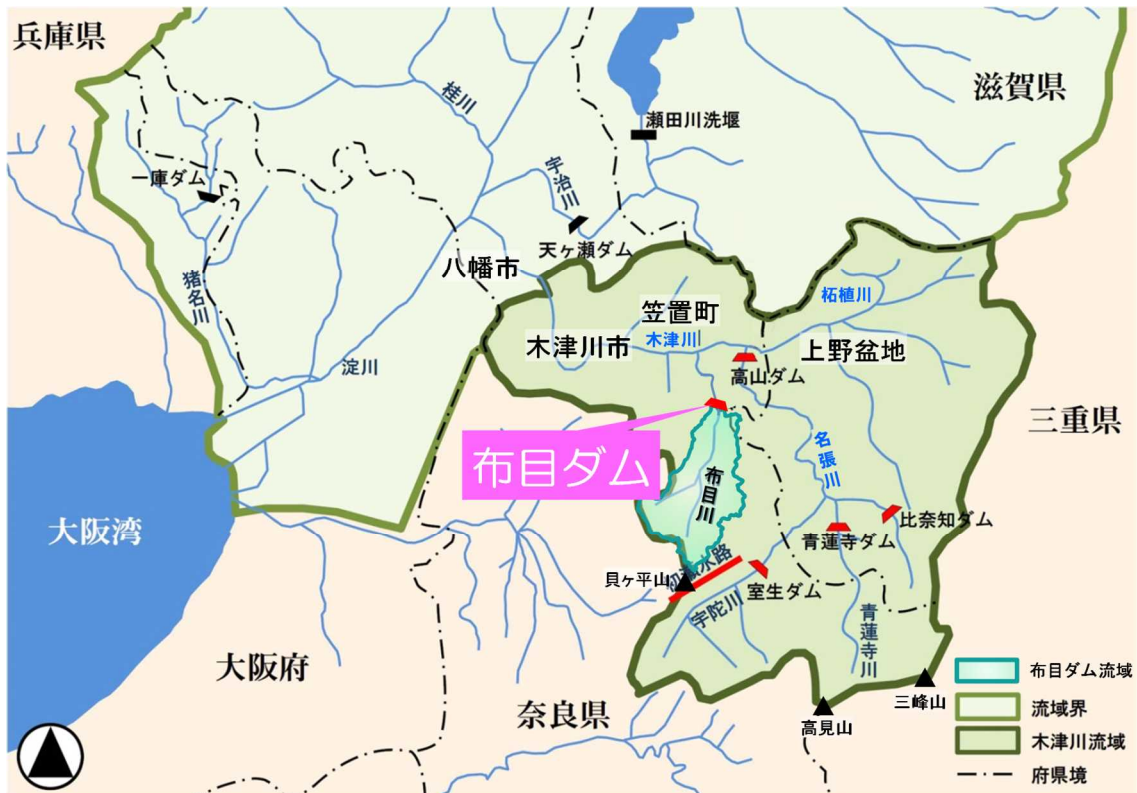 兵庫県
滋賀県
桂川
瀬田川洗堰
一庫ダム
宇治川
天ヶ瀬ダム
八幡市
猪名川
笠置町
柘植川
木津川
木津川市
上野盆地
淀川
高山ダム
三重県
布目ダム
名張川
布目川
比奈知ダム
大阪湾
青蓮寺ダム
初瀬水路
貝ヶ平山
室生ダム
宇陀川
青蓮寺川
大阪府
布目ダム流域
三峰山
流域界
奈良県
高見山
木津川流域
府県境